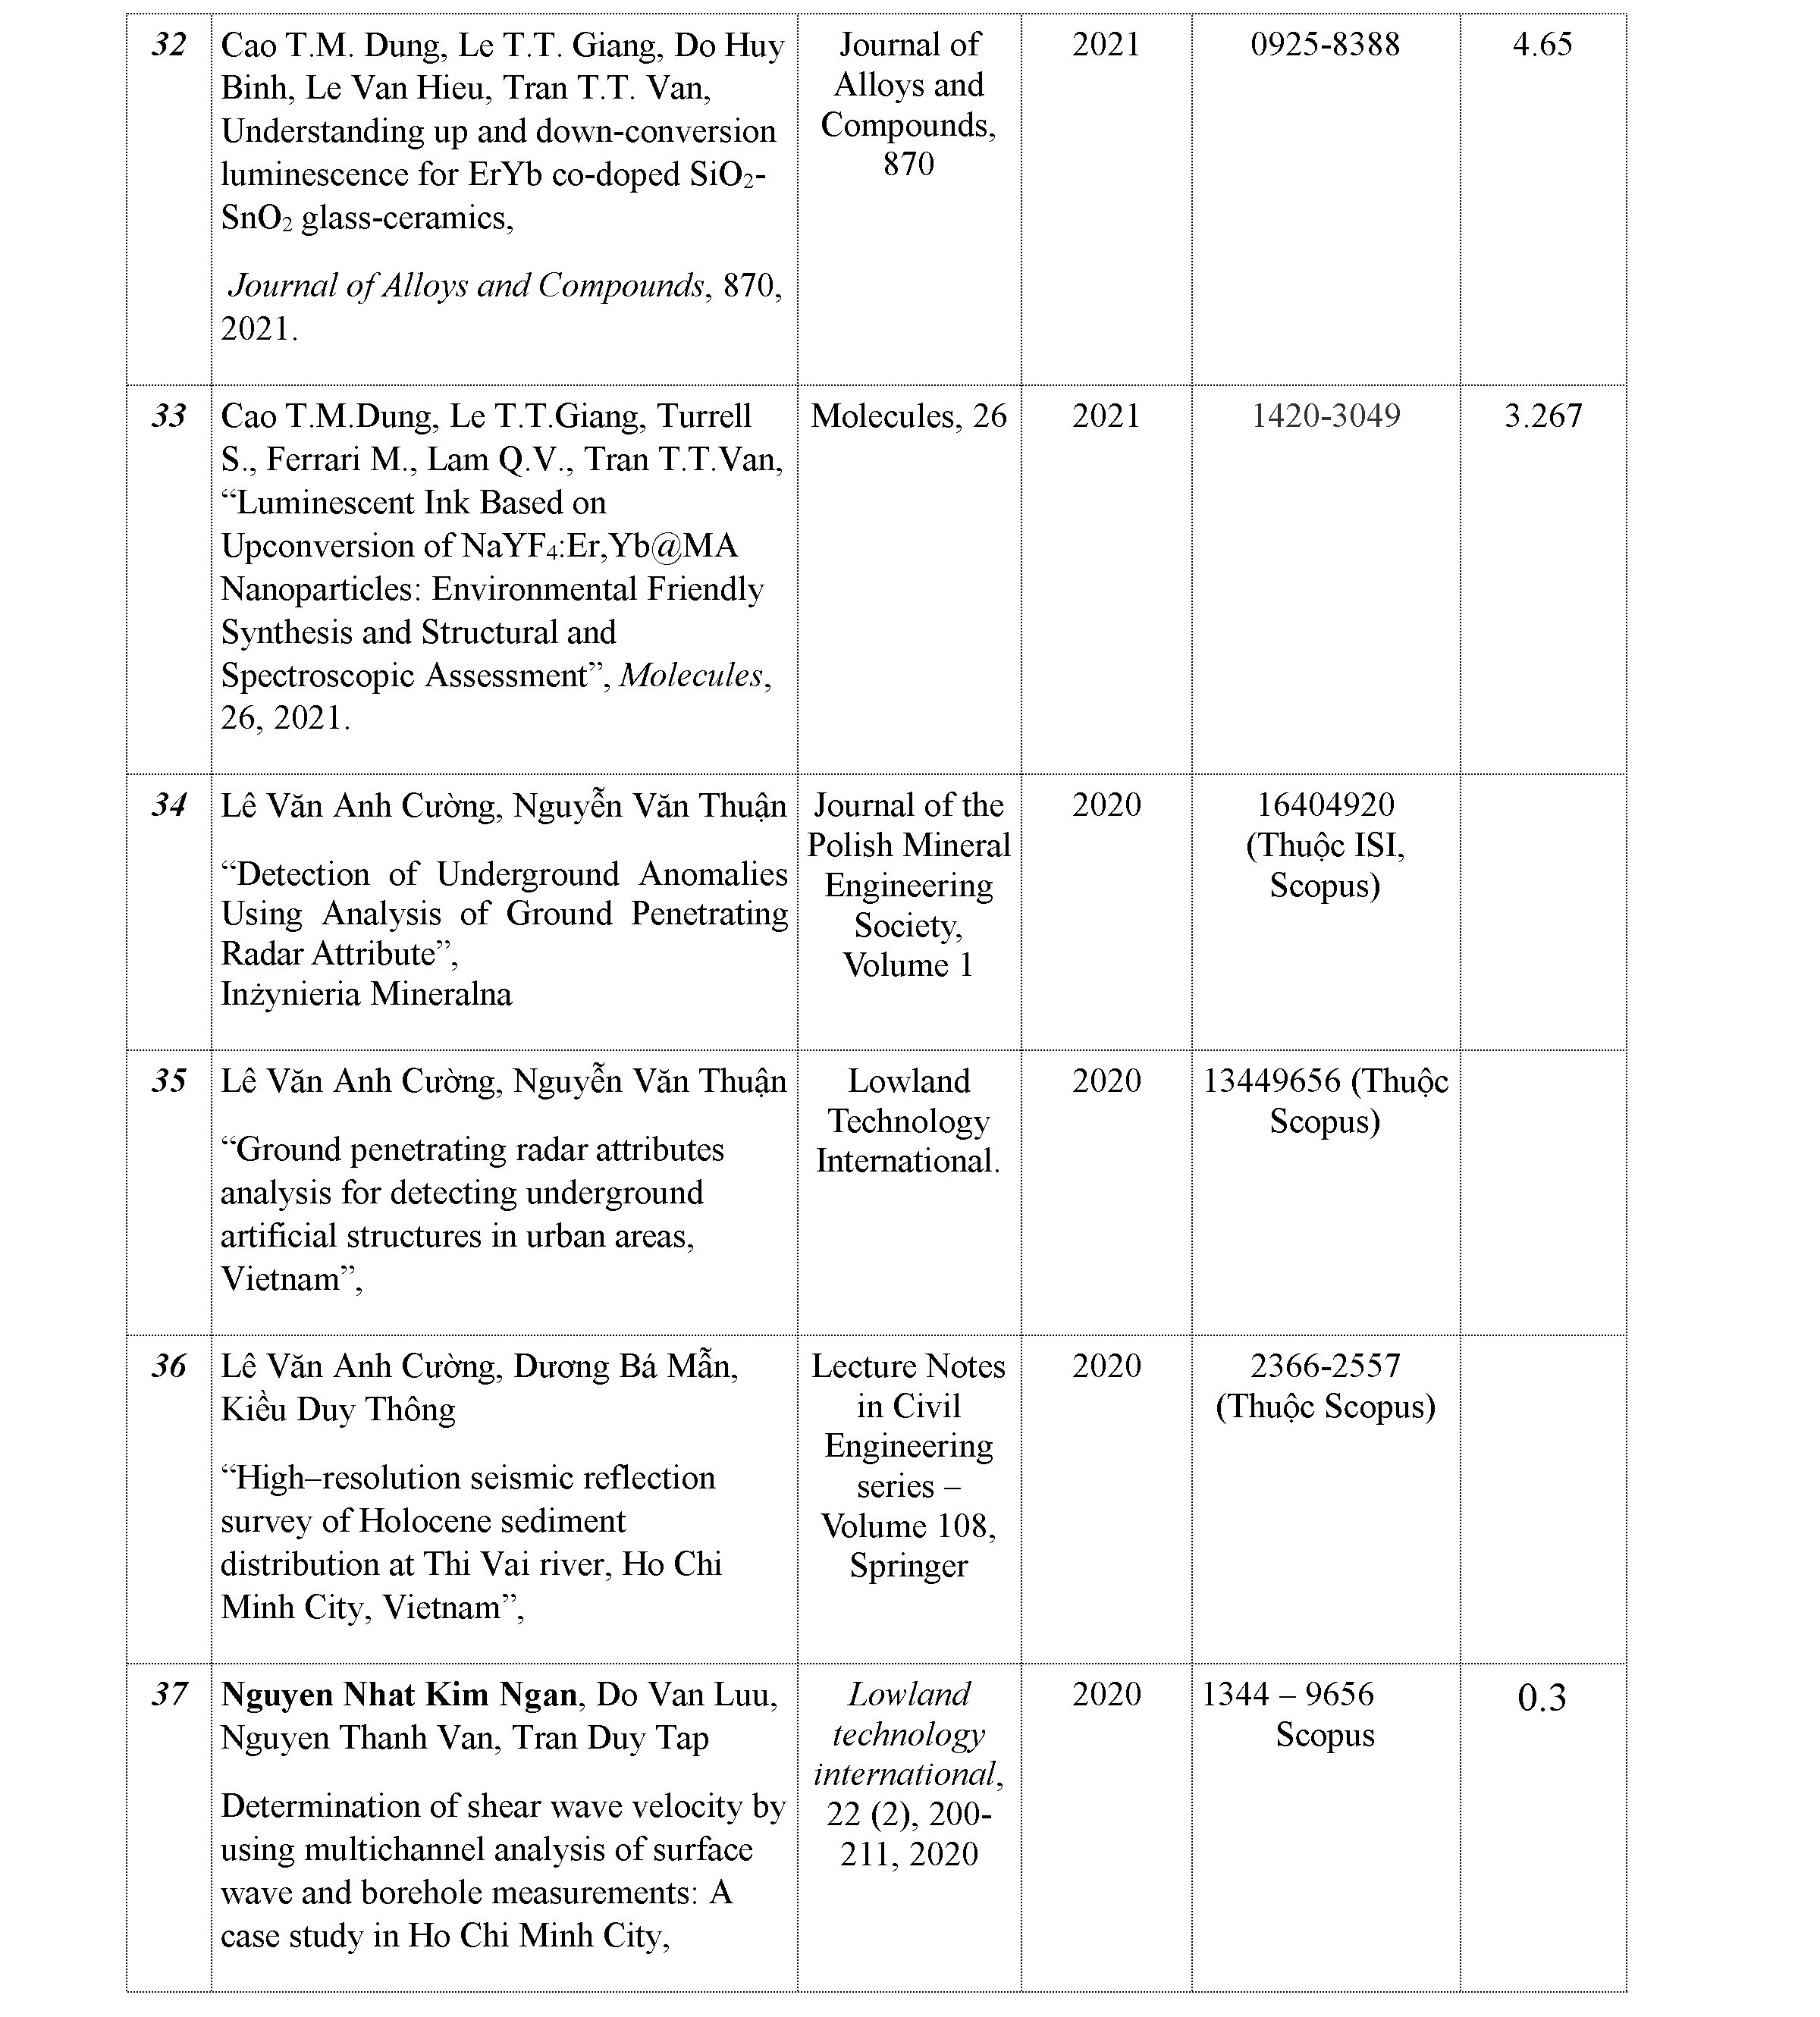 32
Cao T.M. Dung, Le T.T. Giang, Do Huy
Binh, Le Van Hieu, Tran T.T. Van,
Understanding up and down-conversion
luminescence for ErYb co-doped SiO₂-
SnO₂ glass-ceramics,
Journal of Alloys and Compounds, 870,
2021.
Journal of
Alloys and
Compounds,
870
2021
0925-8388
4.65
33
Cao T.M.Dung, Le T.T.Giang, Turrell
S., Ferrari M., Lam Q.V., Tran T.T.Van,
“Luminescent Ink Based on
Upconversion of NaYF₄:Er,Yb@MA
Nanoparticles: Environmental Friendly
Synthesis and Structural and
Spectroscopic Assessment”, Molecules,
26, 2021.
Molecules, 26
2021
1420-3049
3.267
34
Lê Văn Anh Cường, Nguyễn Văn Thuận
“Detection of Underground Anomalies
Using Analysis of Ground Penetrating
Radar Attribute”,
Inżynieria Mineralna
Journal of the
Polish Mineral
Engineering
Society,
Volume 1
2020
16404920
(Thuộc ISI,
Scopus)
35
Lê Văn Anh Cường, Nguyễn Văn Thuận
“Ground penetrating radar attributes
analysis for detecting underground
artificial structures in urban areas,
Vietnam”,
Lowland
Technology
International.
2020
13449656 (Thuộc
Scopus)
36
Lê Văn Anh Cường, Dương Bá Mẫn,
Kiều Duy Thông
“High–resolution seismic reflection
survey of Holocene sediment
distribution at Thi Vai river, Ho Chi
Minh City, Vietnam”,
Lecture Notes
in Civil
Engineering
series –
Volume 108,
Springer
2020
2366-2557
(Thuộc Scopus)
37
Nguyen Nhat Kim Ngan, Do Van Luu,
Nguyen Thanh Van, Tran Duy Tap
Determination of shear wave velocity by
using multichannel analysis of surface
wave and borehole measurements: A
case study in Ho Chi Minh City,
Lowland
technology
international,
22 (2), 200-
211, 2020
2020
1344 – 9656
Scopus
0.3